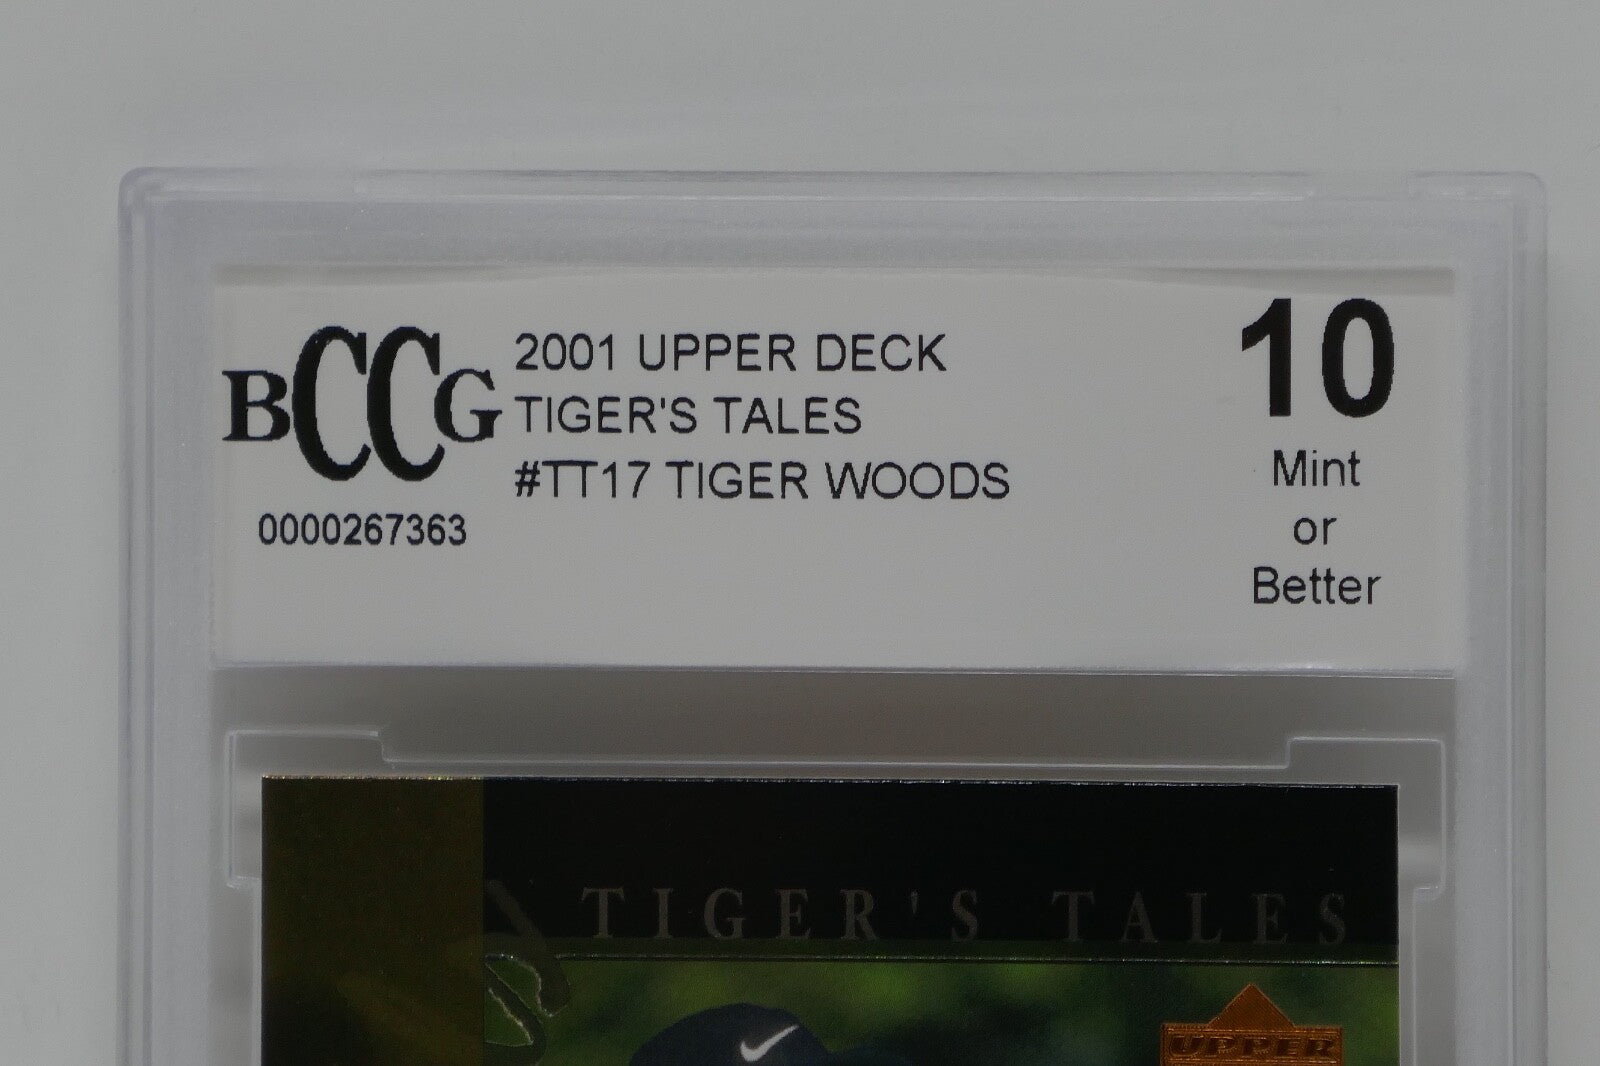 BCCG
2001 UPPER DECK
TIGER'S TALES
#TT17 TIGER WOODS
0000267363
10
Mint
or
Better
TIGER'S TALES
UPPER